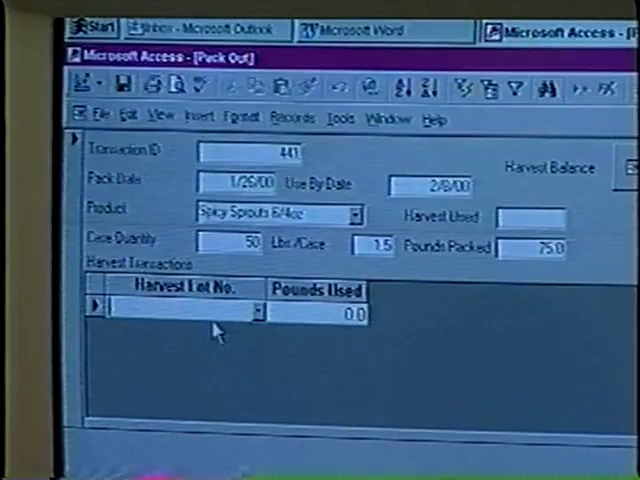 Start Inbox - Microsoft Outlook Microsoft Word Microsoft Access - [
Microsoft Access - [Pack Out]
File Edit View Insert Format Records Tools Window Help
Transaction ID 441 Harvest Balance
Pack Date 1/26/00 Use By Date 2/8/00
Product Spicy Sprouts 6/4oz Harvest Used
Case Quantity 50 Lbs/Case 1.5 Pounds Packed 75.0
Harvest Transactions
Harvest Lot No. Pounds Used
0.0